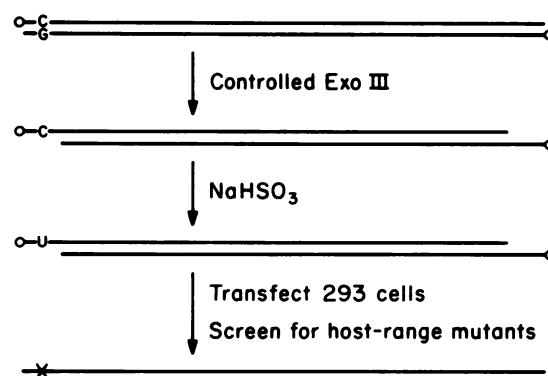 C
G
Controlled Exo III
C
NaHSO₃
U
Transfect 293 cells
Screen for host-range mutants
X